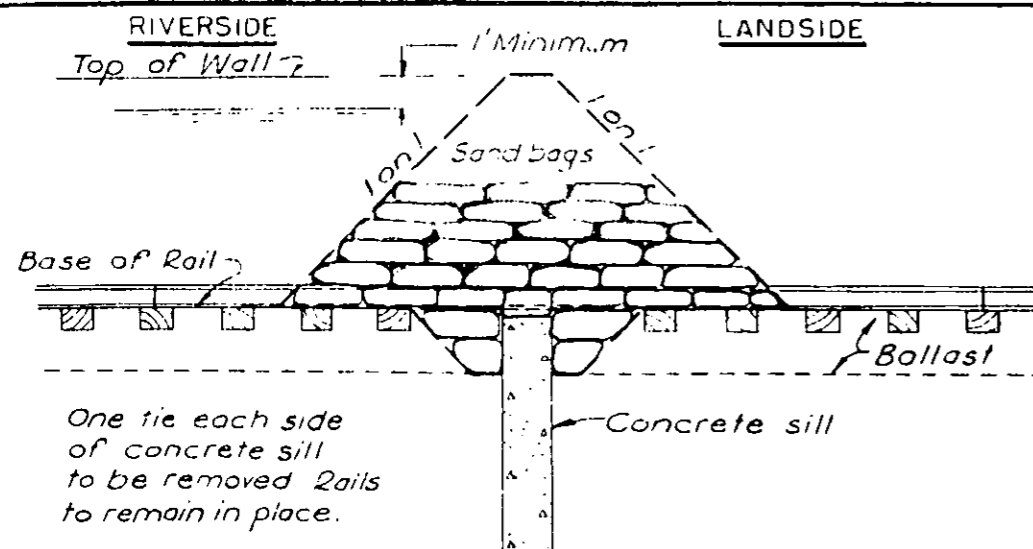 RIVERSIDE
LANDSIDE
1' Minimum
Top of Wall
1 on 1
1 on 1
Sand bags
Base of Rail
Ballast
Concrete sill
One tie each side
of concrete sill
to be removed Rails
to remain in place.